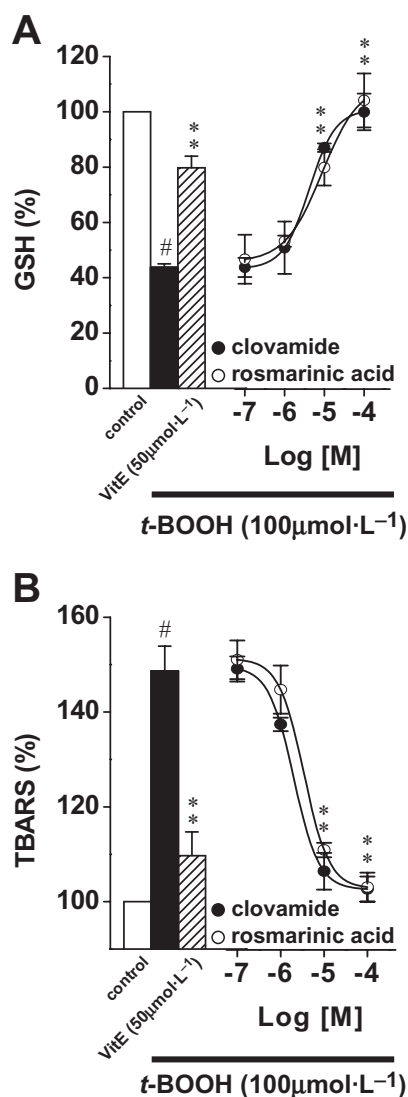 A
120
100
80
60
40
20
0
GSH (%)
#
**
**
**
clovamide
rosmarinic acid
control
VitE (50μmol·L−1)
-7 -6 -5 -4
Log [M]
t-BOOH (100μmol·L−1)
B
160
140
120
100
TBARS (%)
#
**
**
**
clovamide
rosmarinic acid
control
VitE (50μmol·L−1)
-7 -6 -5 -4
Log [M]
t-BOOH (100μmol·L−1)